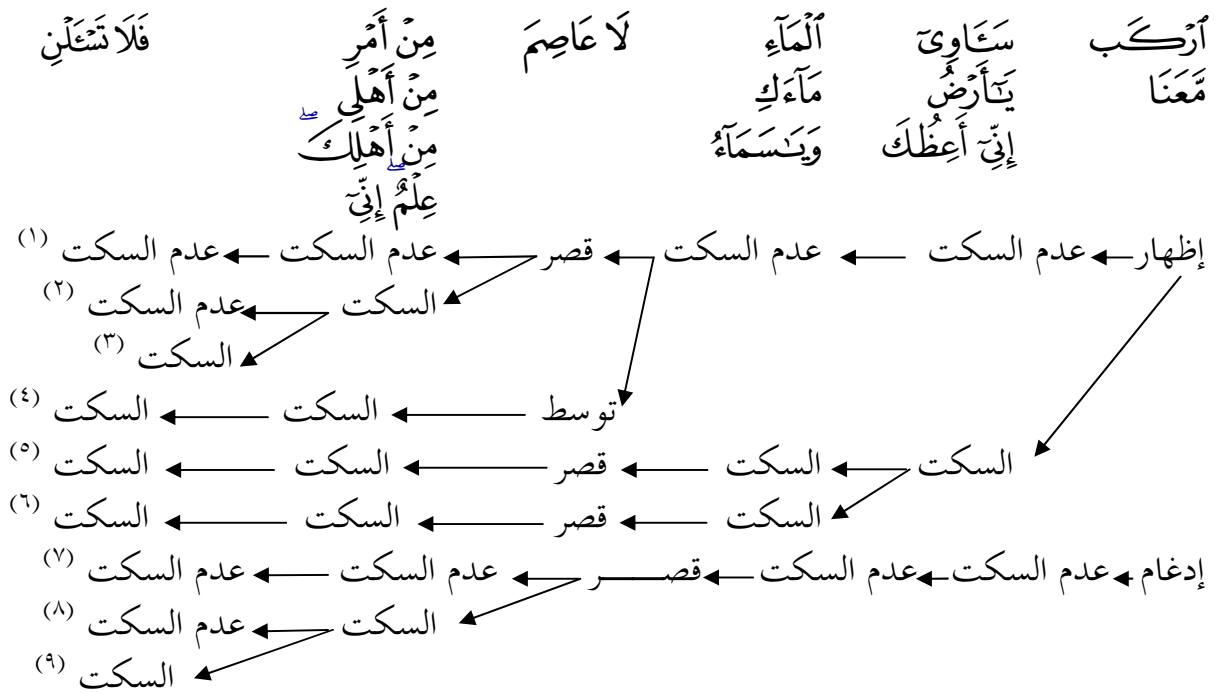 ٱرْكَب سَـَٔاوِىٓ ٱلْمَآءِ لَا عَاصِمَ مِنْ أَمْرِ فَلَا تَسْـَٔلْنِ
مَّعَنَا يَـٰٓأَرْضُ مَآءَكِ مِنْ أَهْلِى
إِنِّىٓ أَعِظُكَ وَيَـٰسَمَآءُ مِنْ أَهْلِكَ ۖ
عِلْمٌ ۖ إِنِّىٓ
إظهار عدم السكت عدم السكت قصر عدم السكت عدم السكت (١)
السكت عدم السكت (٢)
السكت (٣)
توسط السكت السكت (٤)
السكت السكت قصر السكت السكت (٥)
السكت قصر السكت السكت (٦)
إدغام عدم السكت عدم السكت قصـــــر عدم السكت عدم السكت (٧)
السكت عدم السكت (٨)
السكت (٩)